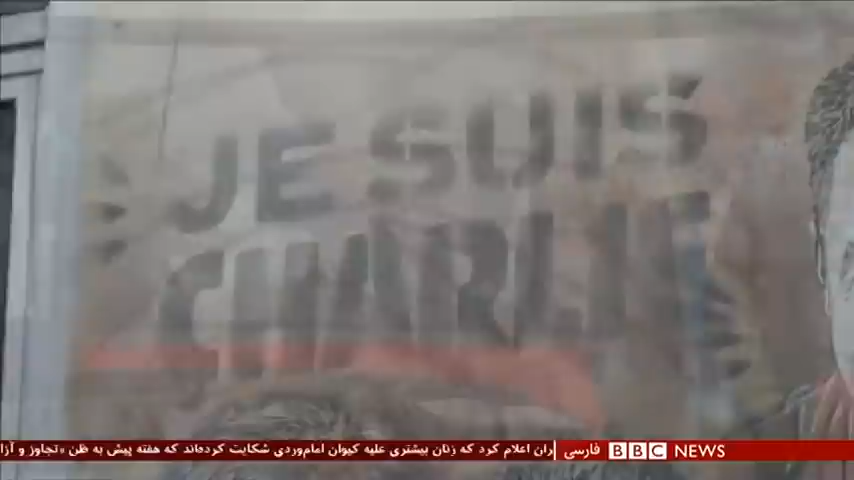 JE SUIS
CHARLIE
ران اعلام کرد که زنان بیشتری علیه کیوان امام‌وردی شکایت کرده‌اند که هفته پیش به ظن «تجاوز و آزا
فارسی BBC NEWS